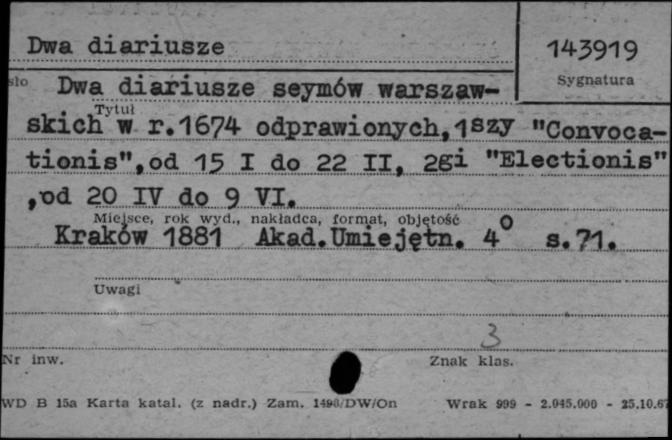 Dwa diariusze
143919
Sygnatura
sło Dwa diariusze seymów warszaw-
Tytuł
skich w r.1674 odprawionych,1szy "Convoca-
tionis",od 15 I do 22 II, 2gi "Electionis"
,od 20 IV do 9 VI.
Miejsce, rok wyd., nakładca, format, objętość
Kraków 1881 Akad.Umiejętn. 4o s.71.
Uwagi
3
Nr inw.
Znak klas.
WD B 15a Karta katal. (z nadr.) Zam. /DW/On Wrak 999 - 2.045.000 - 25.10.67